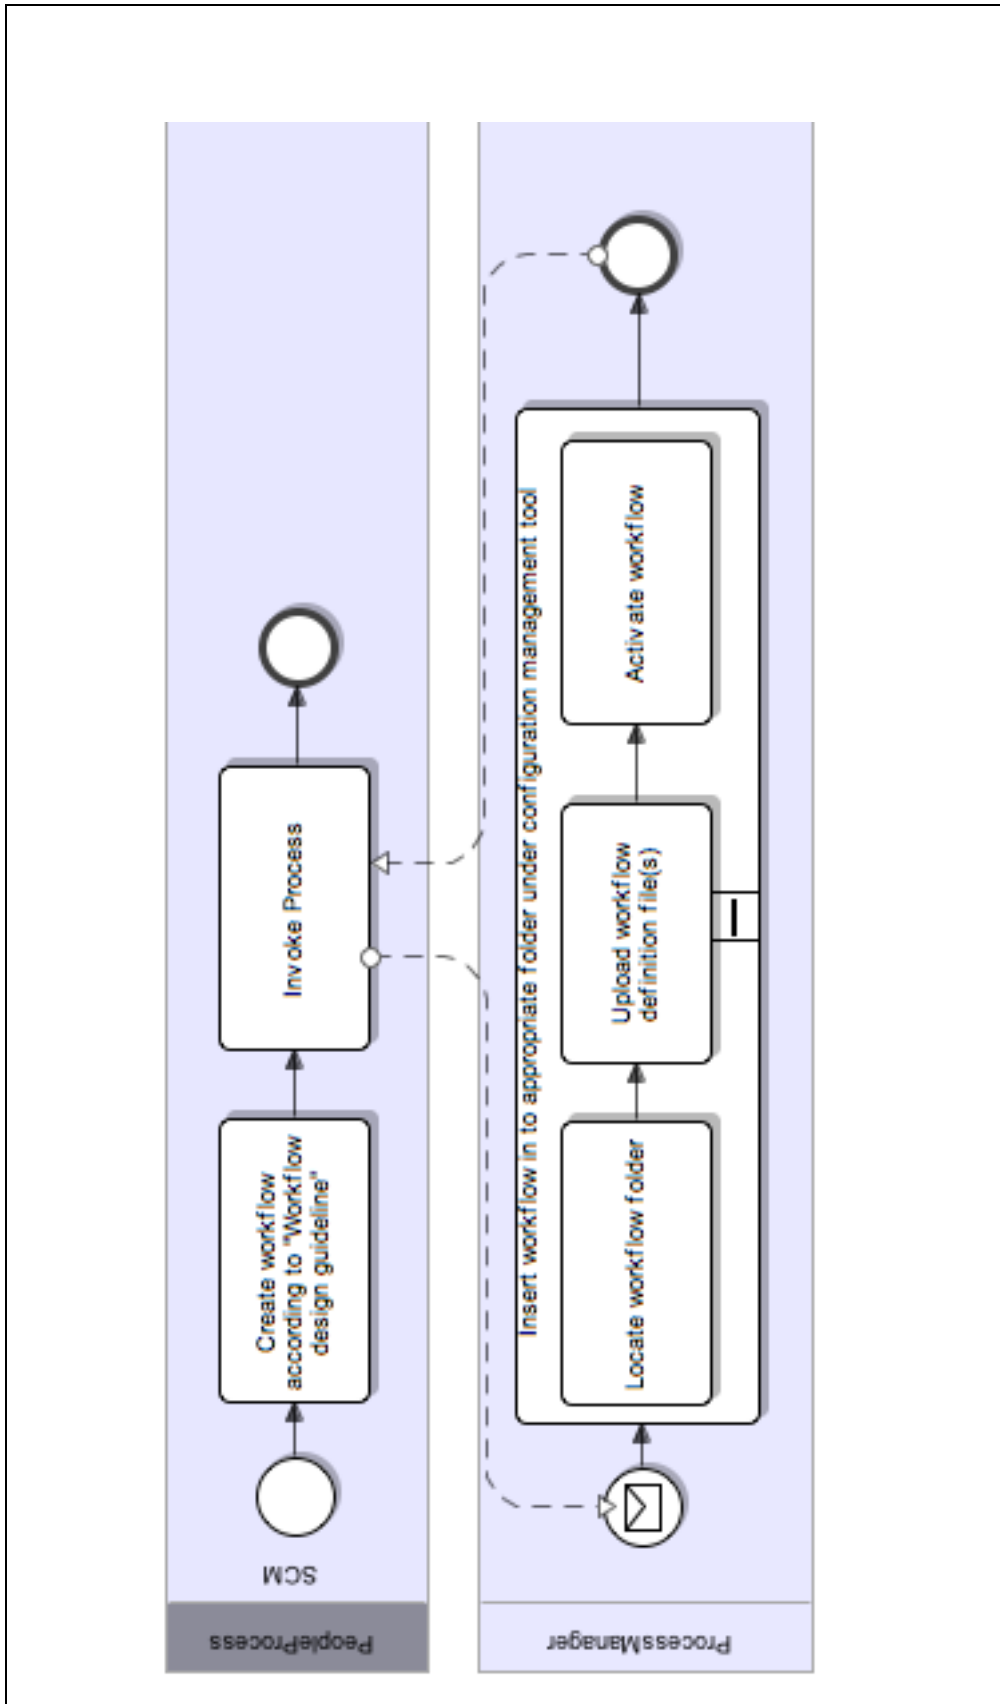 PeopleProcess
SCM
Create workflow
according to "Workflow
design guideline"
Invoke Process
ProcessManager
Insert workflow in to appropriate folder under configuration management tool
Locate workflow folder
Upload workflow
definition file(s)
Activate workflow